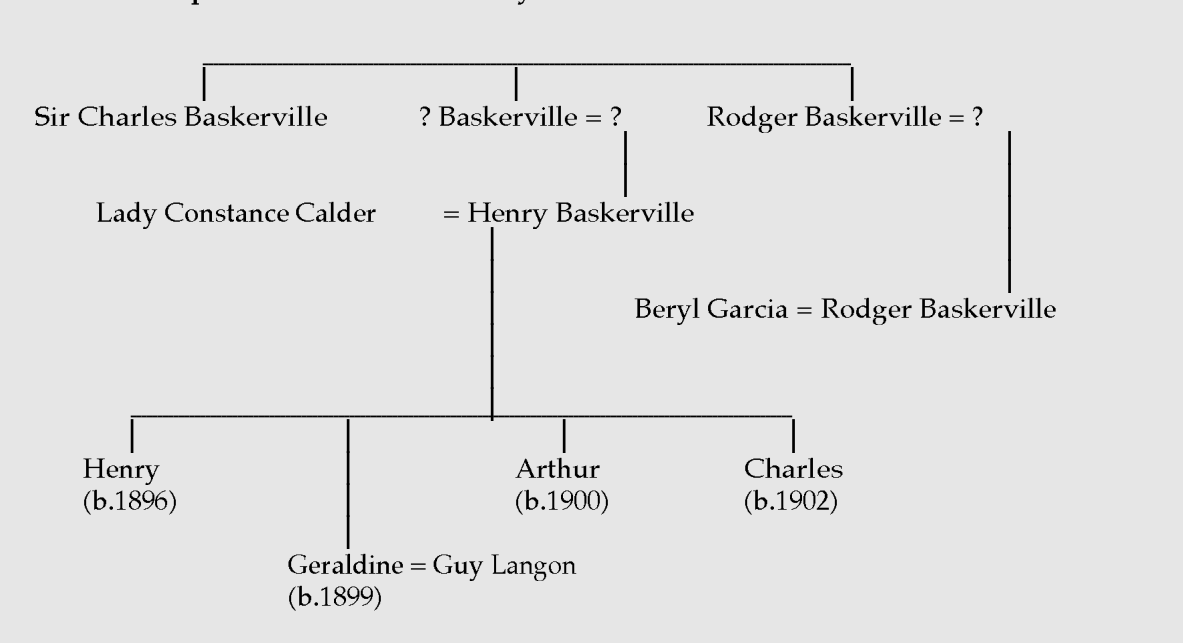 Sir Charles Baskerville ? Baskerville = ? Rodger Baskerville = ?
Lady Constance Calder = Henry Baskerville
Beryl Garcia = Rodger Baskerville
Henry Arthur Charles
(b.1896) (b.1900) (b.1902)
Geraldine = Guy Langon
(b.1899)